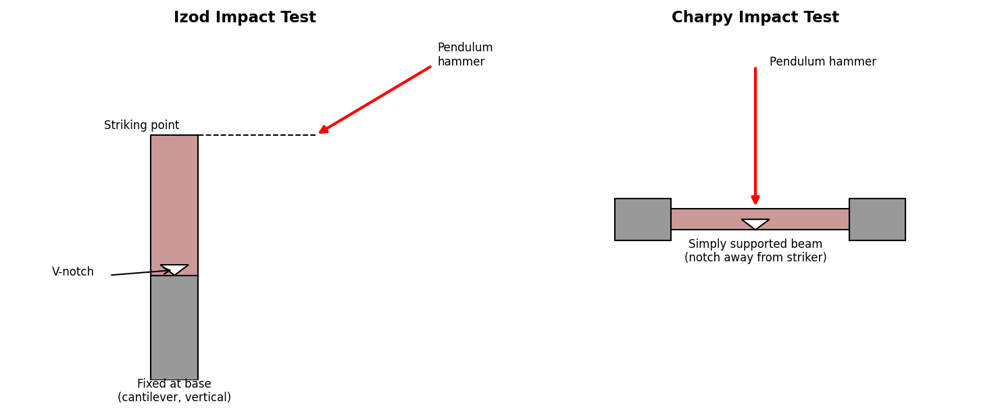 Izod Impact Test
Pendulum
hammer
Striking point
V-notch
Fixed at base
(cantilever, vertical)
Charpy Impact Test
Pendulum hammer
Simply supported beam
(notch away from striker)